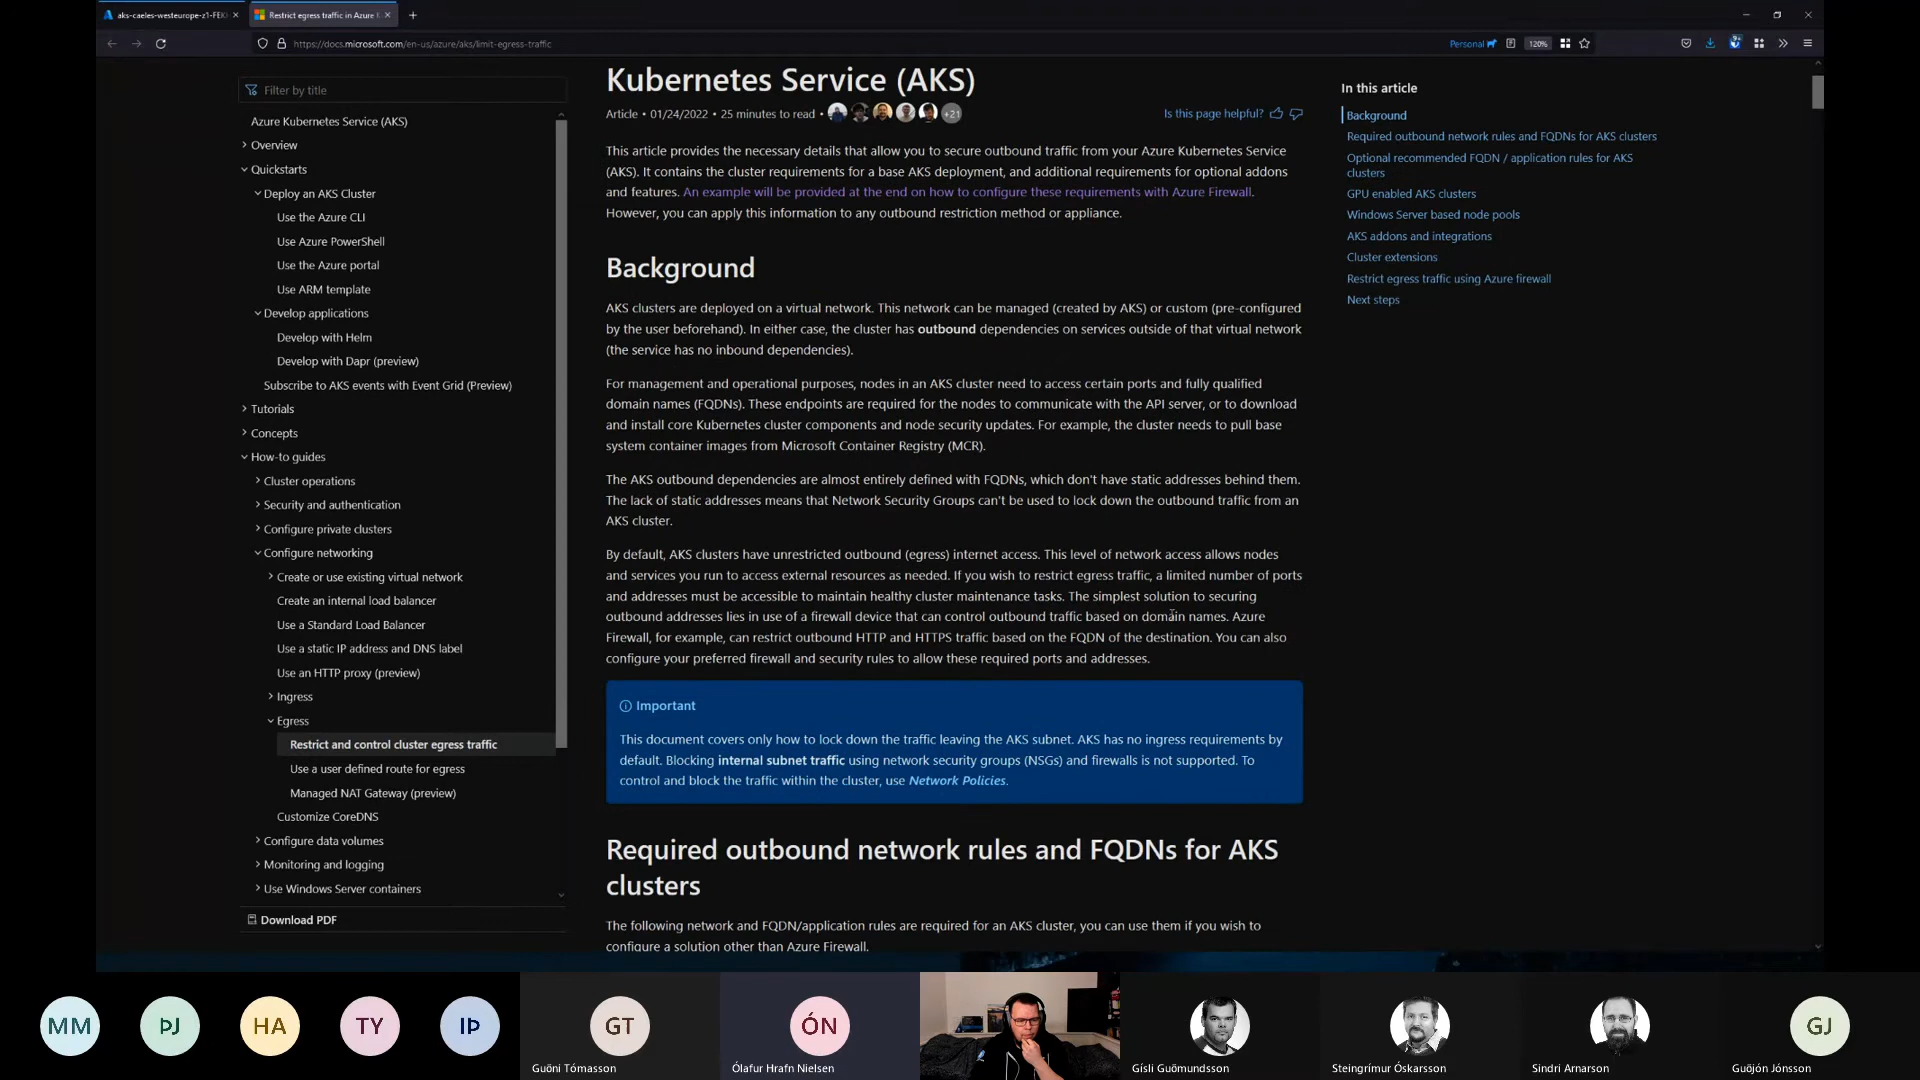 aks-caeles-westeurope-z1-FE
Restrict egress traffic in Azure
https://docs.microsoft.com/en-us/azure/aks/limit-egress-traffic
Personal
120%
Filter by title
Azure Kubernetes Service (AKS)
Overview
Quickstarts
Deploy an AKS Cluster
Use the Azure CLI
Use Azure PowerShell
Use the Azure portal
Use ARM template
Develop applications
Develop with Helm
Develop with Dapr (preview)
Subscribe to AKS events with Event Grid (Preview)
Tutorials
Concepts
How-to guides
Cluster operations
Security and authentication
Configure private clusters
Configure networking
Create or use existing virtual network
Create an internal load balancer
Use a Standard Load Balancer
Use a static IP address and DNS label
Use an HTTP proxy (preview)
Ingress
Egress
Restrict and control cluster egress traffic
Use a user defined route for egress
Managed NAT Gateway (preview)
Customize CoreDNS
Configure data volumes
Monitoring and logging
Use Windows Server containers
Download PDF
Kubernetes Service (AKS)
Article • 01/24/2022 • 25 minutes to read • +21
Is this page helpful?
This article provides the necessary details that allow you to secure outbound traffic from your Azure Kubernetes Service
(AKS). It contains the cluster requirements for a base AKS deployment, and additional requirements for optional addons
and features. An example will be provided at the end on how to configure these requirements with Azure Firewall.
However, you can apply this information to any outbound restriction method or appliance.
Background
AKS clusters are deployed on a virtual network. This network can be managed (created by AKS) or custom (pre-configured
by the user beforehand). In either case, the cluster has outbound dependencies on services outside of that virtual network
(the service has no inbound dependencies).
For management and operational purposes, nodes in an AKS cluster need to access certain ports and fully qualified
domain names (FQDNs). These endpoints are required for the nodes to communicate with the API server, or to download
and install core Kubernetes cluster components and node security updates. For example, the cluster needs to pull base
system container images from Microsoft Container Registry (MCR).
The AKS outbound dependencies are almost entirely defined with FQDNs, which don't have static addresses behind them.
The lack of static addresses means that Network Security Groups can't be used to lock down the outbound traffic from an
AKS cluster.
By default, AKS clusters have unrestricted outbound (egress) internet access. This level of network access allows nodes
and services you run to access external resources as needed. If you wish to restrict egress traffic, a limited number of ports
and addresses must be accessible to maintain healthy cluster maintenance tasks. The simplest solution to securing
outbound addresses lies in use of a firewall device that can control outbound traffic based on domain names. Azure
Firewall, for example, can restrict outbound HTTP and HTTPS traffic based on the FQDN of the destination. You can also
configure your preferred firewall and security rules to allow these required ports and addresses.
Important
This document covers only how to lock down the traffic leaving the AKS subnet. AKS has no ingress requirements by
default. Blocking internal subnet traffic using network security groups (NSGs) and firewalls is not supported. To
control and block the traffic within the cluster, use Network Policies.
Required outbound network rules and FQDNs for AKS
clusters
The following network and FQDN/application rules are required for an AKS cluster, you can use them if you wish to
configure a solution other than Azure Firewall.
In this article
Background
Required outbound network rules and FQDNs for AKS clusters
Optional recommended FQDN / application rules for AKS
clusters
GPU enabled AKS clusters
Windows Server based node pools
AKS addons and integrations
Cluster extensions
Restrict egress traffic using Azure firewall
Next steps
MM
ÞJ
HA
TY
IÞ
GT
Guðni Tómasson
ÓN
Ólafur Hrafn Nielsen
Gísli Guðmundsson
Steingrímur Óskarsson
Sindri Arnarson
GJ
Guðjón Jónsson